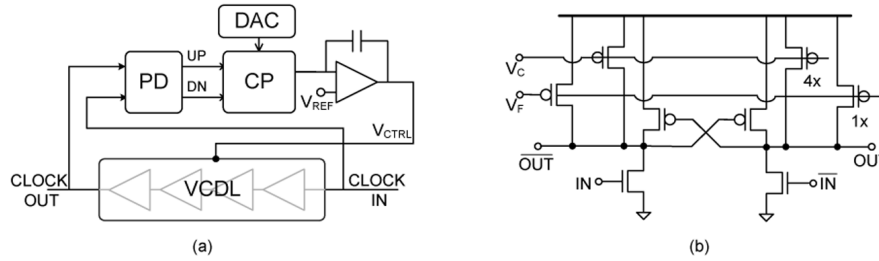 DAC
UP
PD
CP
DN
V_REF
V_CTRL
CLOCK OUT
VCDL
CLOCK IN
(a)
V_C
4x
V_F
1x
OUT
OU
IN
IN
(b)